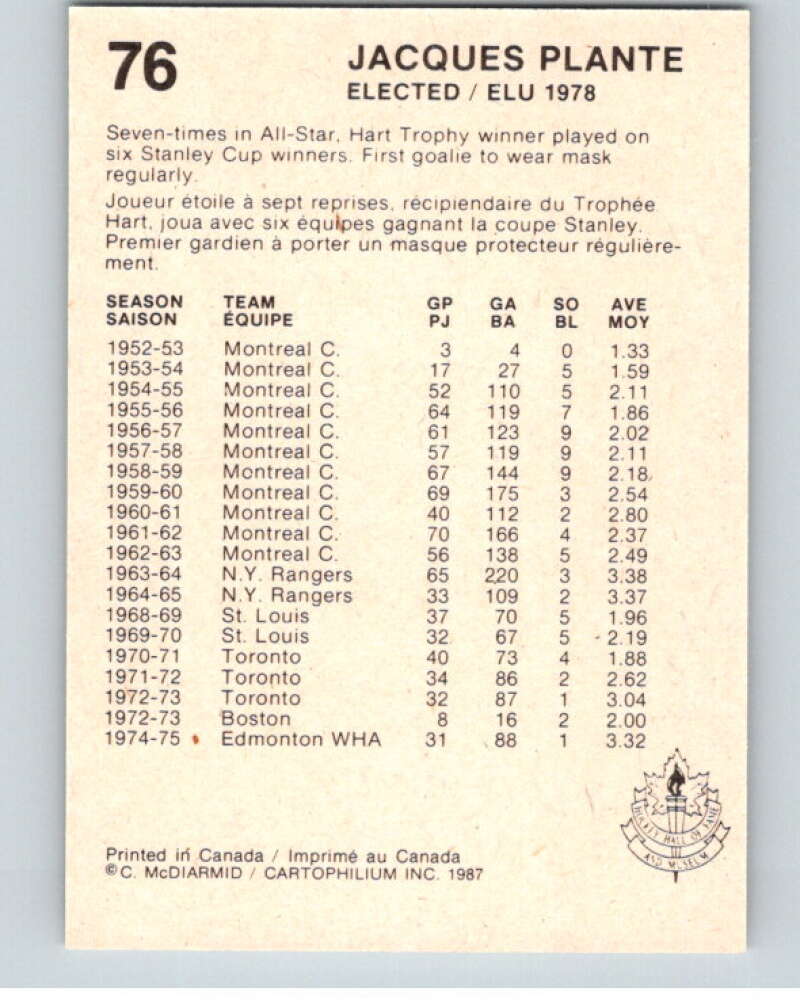 76
JACQUES PLANTE
ELECTED / ELU 1978
Seven-times in All-Star, Hart Trophy winner played on
six Stanley Cup winners. First goalie to wear mask
regularly.
Joueur étoile à sept reprises, récipiendaire du Trophée
Hart, joua avec six équipes gagnant la coupe Stanley.
Premier gardien à porter un masque protecteur régulière-
ment.
SEASON TEAM GP GA SO AVE
SAISON ÉQUIPE PJ BA BL MOY
1952-53 Montreal C. 3 4 0 1.33
1953-54 Montreal C. 17 27 5 1.59
1954-55 Montreal C. 52 110 5 2.11
1955-56 Montreal C. 64 119 7 1.86
1956-57 Montreal C. 61 123 9 2.02
1957-58 Montreal C. 57 119 9 2.11
1958-59 Montreal C. 67 144 9 2.18
1959-60 Montreal C. 69 175 3 2.54
1960-61 Montreal C. 40 112 2 2.80
1961-62 Montreal C. 70 166 4 2.37
1962-63 Montreal C. 56 138 5 2.49
1963-64 N.Y. Rangers 65 220 3 3.38
1964-65 N.Y. Rangers 33 109 2 3.37
1968-69 St. Louis 37 70 5 1.96
1969-70 St. Louis 32 67 5 2.19
1970-71 Toronto 40 73 4 1.88
1971-72 Toronto 34 86 2 2.62
1972-73 Toronto 32 87 1 3.04
1972-73 Boston 8 16 2 2.00
1974-75 Edmonton WHA 31 88 1 3.32
HOCKEY HALL OF FAME
AND MUSEUM
Printed in Canada / Imprimé au Canada
©C. McDIARMID / CARTOPHILIUM INC. 1987